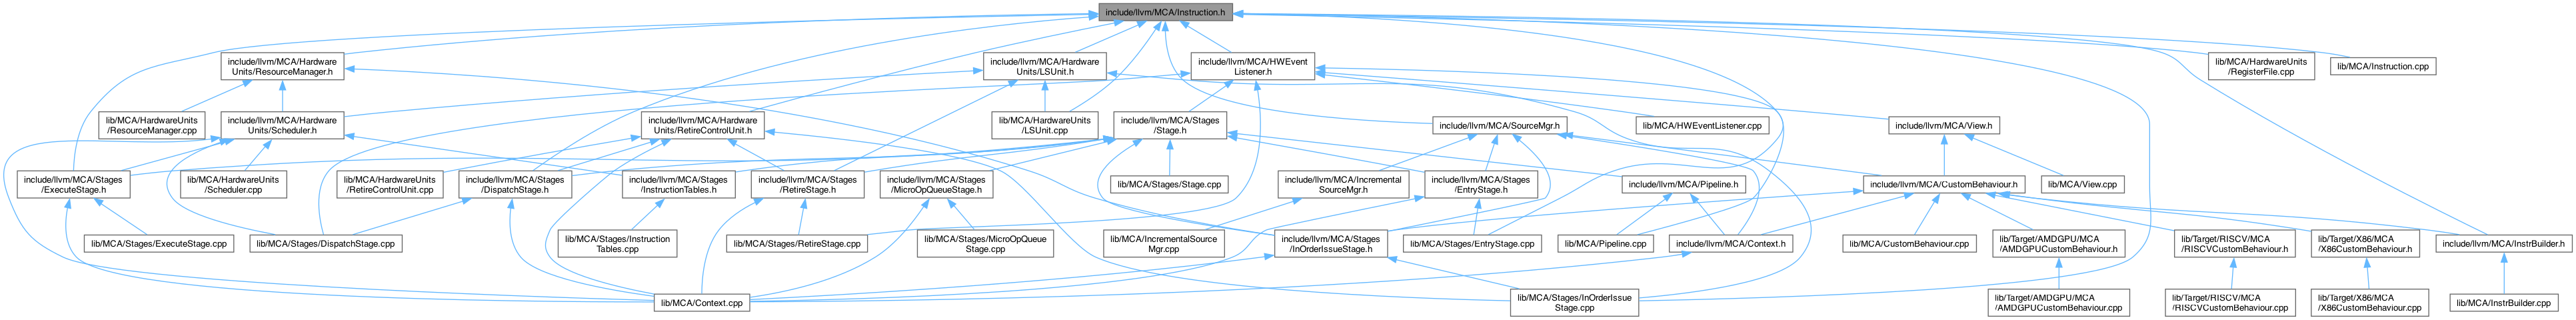 include/llvm/MCA/Instruction.h
include/llvm/MCA/Hardware
Units/ResourceManager.h
include/llvm/MCA/Hardware
Units/LSUnit.h
include/llvm/MCA/HWEvent
Listener.h
lib/MCA/HardwareUnits
/RegisterFile.cpp
lib/MCA/Instruction.cpp
lib/MCA/HardwareUnits
/ResourceManager.cpp
include/llvm/MCA/Hardware
Units/Scheduler.h
include/llvm/MCA/Hardware
Units/RetireControlUnit.h
lib/MCA/HardwareUnits
/LSUnit.cpp
include/llvm/MCA/Stages
/Stage.h
include/llvm/MCA/SourceMgr.h
lib/MCA/HWEventListener.cpp
include/llvm/MCA/View.h
include/llvm/MCA/Stages
/ExecuteStage.h
lib/MCA/HardwareUnits
/Scheduler.cpp
lib/MCA/HardwareUnits
/RetireControlUnit.cpp
include/llvm/MCA/Stages
/DispatchStage.h
include/llvm/MCA/Stages
/InstructionTables.h
include/llvm/MCA/Stages
/RetireStage.h
include/llvm/MCA/Stages
/MicroOpQueueStage.h
lib/MCA/Stages/Stage.cpp
include/llvm/MCA/Incremental
SourceMgr.h
include/llvm/MCA/Stages
/EntryStage.h
include/llvm/MCA/Pipeline.h
include/llvm/MCA/CustomBehaviour.h
lib/MCA/View.cpp
lib/MCA/Stages/ExecuteStage.cpp
lib/MCA/Stages/DispatchStage.cpp
lib/MCA/Stages/Instruction
Tables.cpp
lib/MCA/Stages/RetireStage.cpp
lib/MCA/Stages/MicroOpQueue
Stage.cpp
lib/MCA/IncrementalSource
Mgr.cpp
include/llvm/MCA/Stages
/InOrderIssueStage.h
lib/MCA/Stages/EntryStage.cpp
lib/MCA/Pipeline.cpp
include/llvm/MCA/Context.h
lib/MCA/CustomBehaviour.cpp
lib/Target/AMDGPU/MCA
/AMDGPUCustomBehaviour.h
lib/Target/RISCV/MCA
/RISCVCustomBehaviour.h
lib/Target/X86/MCA
/X86CustomBehaviour.h
include/llvm/MCA/InstrBuilder.h
lib/MCA/Context.cpp
lib/MCA/Stages/InOrderIssue
Stage.cpp
lib/Target/AMDGPU/MCA
/AMDGPUCustomBehaviour.cpp
lib/Target/RISCV/MCA
/RISCVCustomBehaviour.cpp
lib/Target/X86/MCA
/X86CustomBehaviour.cpp
lib/MCA/InstrBuilder.cpp